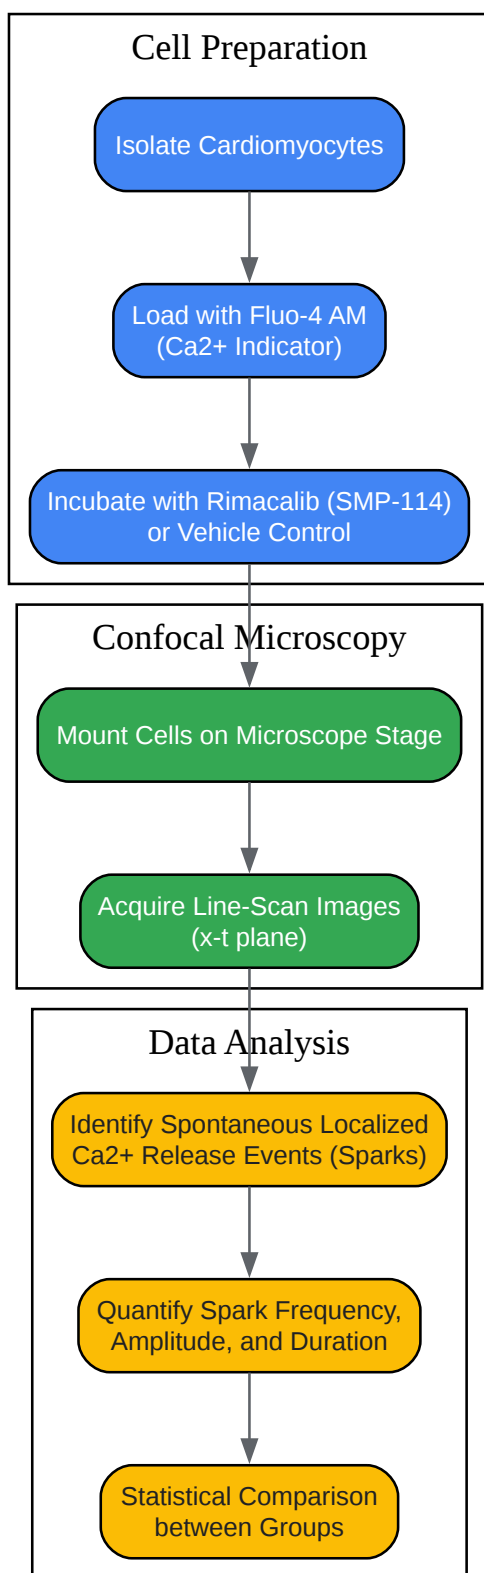 Cell Preparation
Isolate Cardiomyocytes
Load with Fluo-4 AM
(Ca2+ Indicator)
Incubate with Rimacalib (SMP-114)
or Vehicle Control
Confocal Microscopy
Mount Cells on Microscope Stage
Acquire Line-Scan Images
(x-t plane)
Data Analysis
Identify Spontaneous Localized
Ca2+ Release Events (Sparks)
Quantify Spark Frequency,
Amplitude, and Duration
Statistical Comparison
between Groups